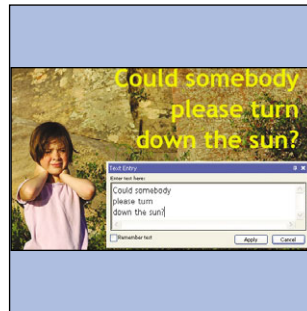 Could somebody
please turn
down the sun?
Text Entry
Enter text here:
Could somebody
please turn
down the sun?
Remember text
Apply
Cancel